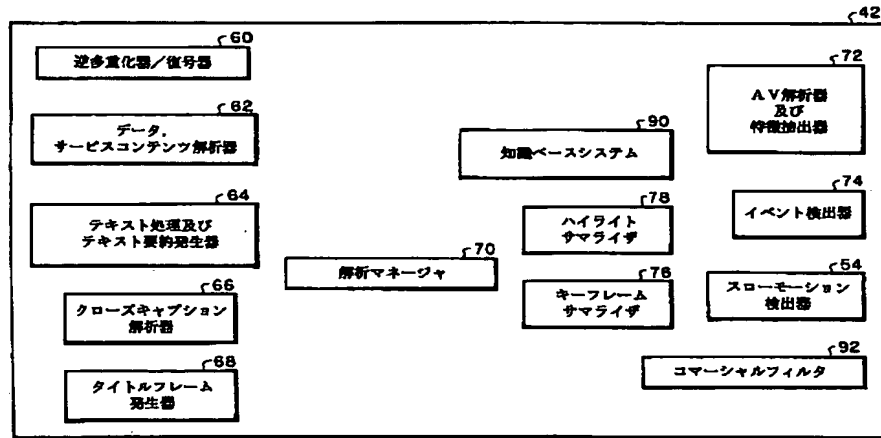 42
60
逆多重化器/復号器
62
データ,
サービスコンテンツ解析器
64
テキスト処理及び
テキスト要約発生器
66
クローズキャプション
解析器
68
タイトルフレーム
発生器
70
解析マネージャ
90
知識ベースシステム
78
ハイライト
サマライザ
76
キーフレーム
サマライザ
72
AV解析器
及び
特徴抽出器
74
イベント検出器
54
スローモーション
検出器
92
コマーシャルフィルタ